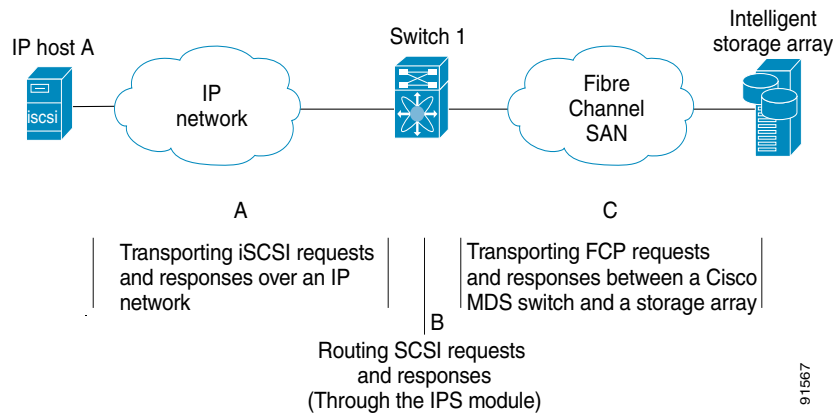 IP host A
Switch 1
Intelligent
storage array
iscsi
IP
network
Fibre
Channel
SAN
A
C
Transporting iSCSI requests
and responses over an IP
network
Transporting FCP requests
and responses between a Cisco
MDS switch and a storage array
B
Routing SCSI requests
and responses
(Through the IPS module)
91567